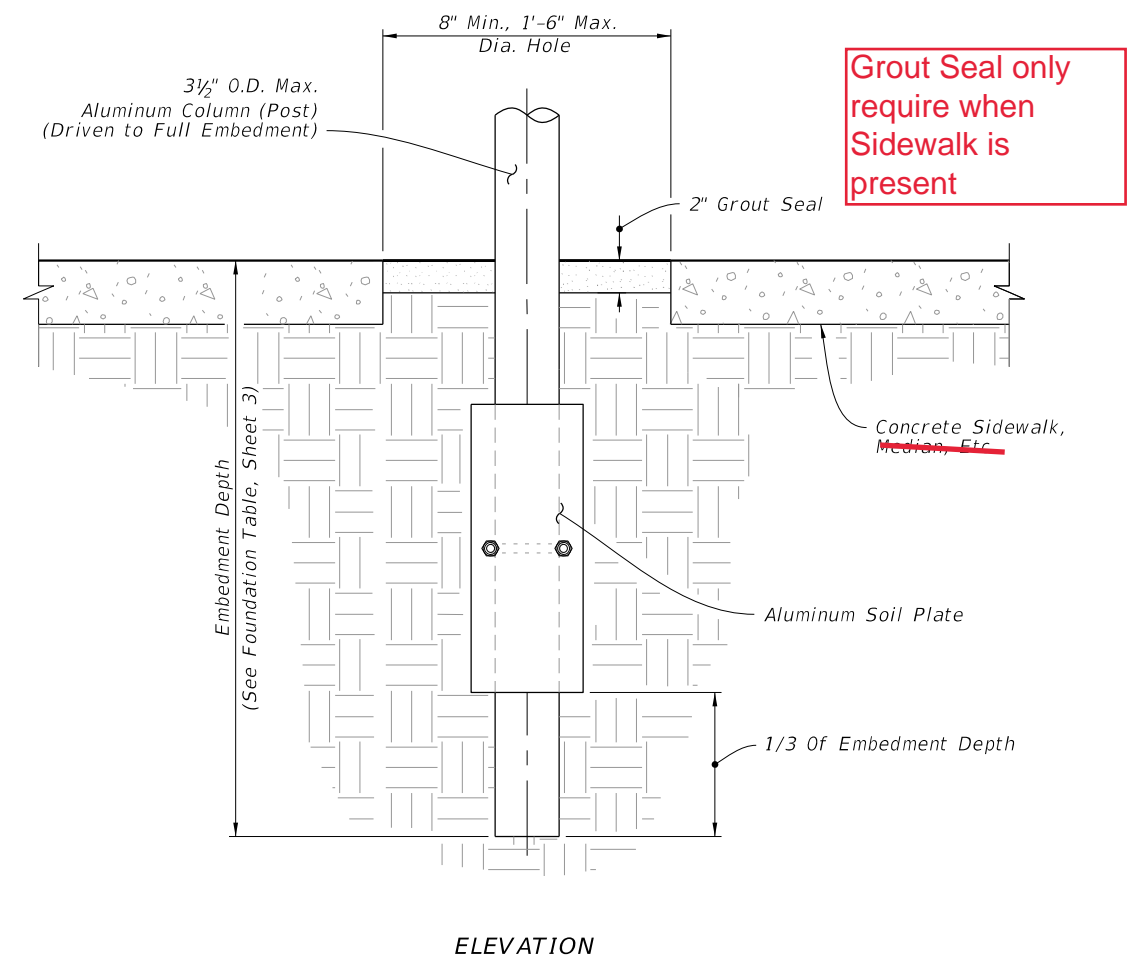 8" Min., 1'-6" Max.
Dia. Hole
3½" O.D. Max.
Aluminum Column (Post)
(Driven to Full Embedment)
Grout Seal only
require when
Sidewalk is
present
2" Grout Seal
Concrete Sidewalk,
Median, Etc.
Embedment Depth
(See Foundation Table, Sheet 3)
Aluminum Soil Plate
1/3 Of Embedment Depth
ELEVATION